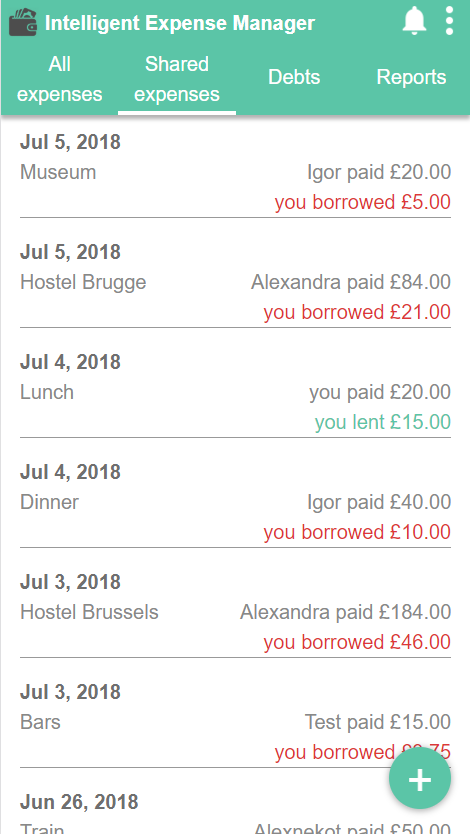 Intelligent Expense Manager
All expenses
Shared expenses
Debts
Reports
Jul 5, 2018
Museum Igor paid £20.00
you borrowed £5.00
Jul 5, 2018
Hostel Brugge Alexandra paid £84.00
you borrowed £21.00
Jul 4, 2018
Lunch you paid £20.00
you lent £15.00
Jul 4, 2018
Dinner Igor paid £40.00
you borrowed £10.00
Jul 3, 2018
Hostel Brussels Alexandra paid £184.00
you borrowed £46.00
Jul 3, 2018
Bars Test paid £15.00
you borrowed
+
Jun 26, 2018
Train Alexnekot paid £50.00